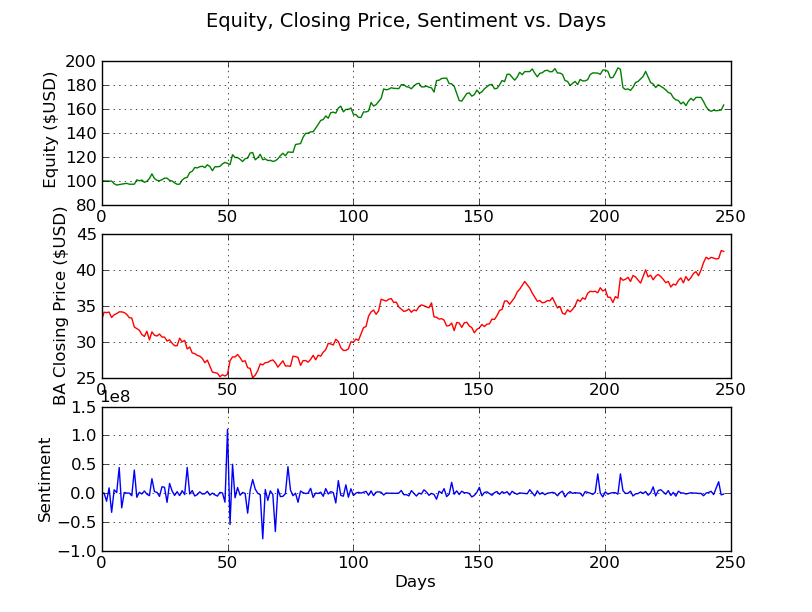 Equity, Closing Price, Sentiment vs. Days
Equity ($USD)
200
180
160
140
120
100
80
0 50 100 150 200 250
BA Closing Price ($USD)
45
40
35
30
25
0 50 100 150 200 250
1e8
Sentiment
1.5
1.0
0.5
0.0
−0.5
−1.0
0 50 100 150 200 250
Days